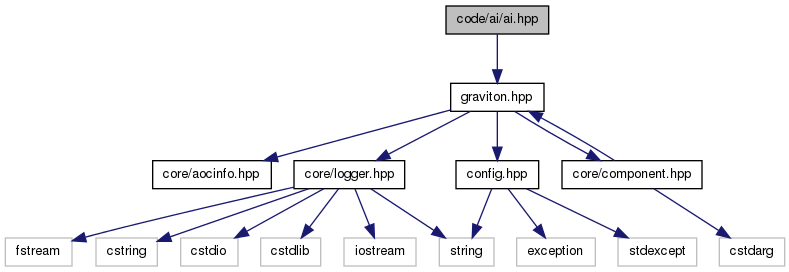 code/ai/ai.hpp
graviton.hpp
core/aocinfo.hpp
core/logger.hpp
config.hpp
core/component.hpp
fstream
cstring
cstdio
cstdlib
iostream
string
exception
stdexcept
cstdarg